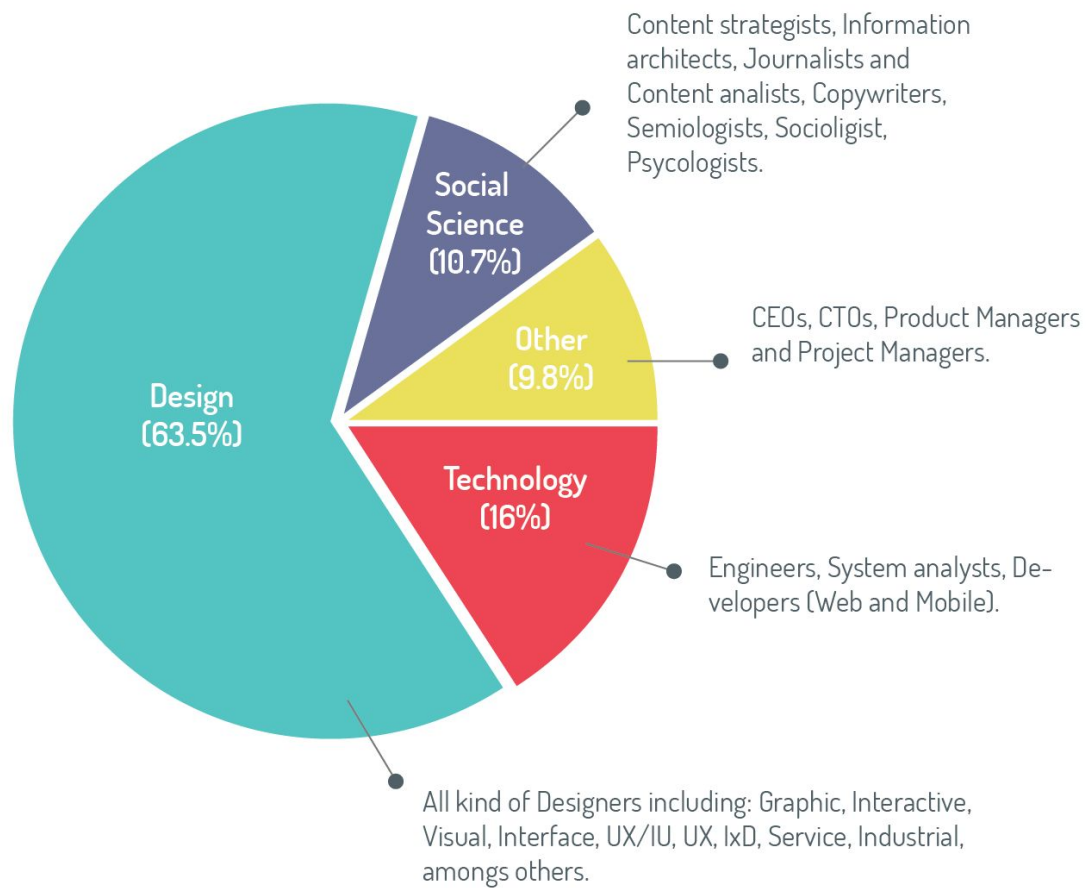 Content strategists, Information
architects, Journalists and
Content analists, Copywriters,
Semiologists, Socioligist,
Psycologists.
Social
Science
(10.7%)
Other
(9.8%)
CEOs, CTOs, Product Managers
and Project Managers.
Design
(63.5%)
Technology
(16%)
Engineers, System analysts, De-
velopers (Web and Mobile).
All kind of Designers including: Graphic, Interactive,
Visual, Interface, UX/IU, UX, IxD, Service, Industrial,
amongs others.